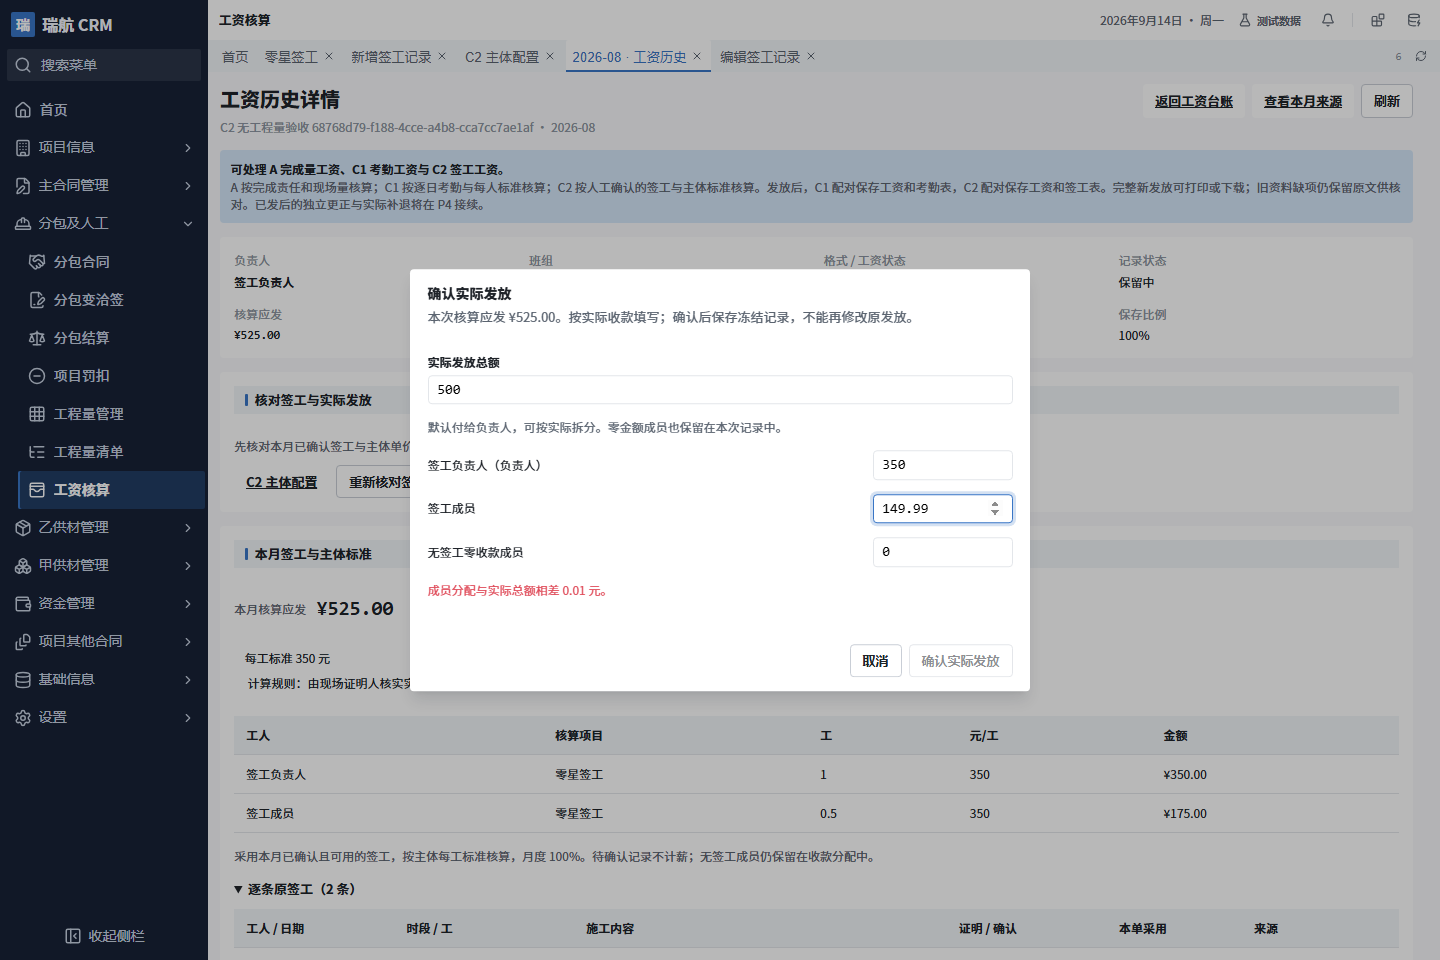 瑞 瑞航 CRM
搜索菜单
首页
项目信息
主合同管理
分包及人工
分包合同
分包变洽签
分包结算
项目罚扣
工程量管理
工程量清单
工资核算
乙供材管理
甲供材管理
资金管理
项目其他合同
基础信息
设置
收起侧栏
工资核算
2026年9月14日 · 周一 测试数据
首页 零星签工 × 新增签工记录 × C2 主体配置 × 2026-08 · 工资历史 × 编辑签工记录 × 6
工资历史详情
返回工资台账 查看本月来源 刷新
C2 无工程量验收 68768d79-f188-4cce-a4b8-cca7cc7ae1af · 2026-08
可处理 A 完成量工资、C1 考勤工资与 C2 签工工资。
A 按完成责任和现场量核算；C1 按逐日考勤与每人标准核算；C2 按人工确认的签工与主体标准核算。发放后，C1 配对保存工资和考勤表，C2 配对保存工资和签工表。完整新发放可打印或下载；旧资料缺项仍保留原文供核
对。已发后的独立更正与实际补退将在 P4 接续。
负责人 班组 格式 / 工资状态 记录状态
签工负责人 保留中
核算应发 保存比例
¥525.00 100%
核对签工与实际发放
先核对本月已确认签工与主体单价
C2 主体配置 重新核对签
本月签工与主体标准
本月核算应发 ¥525.00
每工标准 350 元
计算规则：由现场证明人核实实
工人 核算项目 工 元/工 金额
签工负责人 零星签工 1 350 ¥350.00
签工成员 零星签工 0.5 350 ¥175.00
采用本月已确认且可用的签工，按主体每工标准核算，月度 100%。待确认记录不计薪；无签工成员仍保留在收款分配中。
▼ 逐条原签工（2 条）
工人 / 日期 时段 / 工 施工内容 证明 / 确认 本单采用 来源
确认实际发放
本次核算应发 ¥525.00。按实际收款填写；确认后保存冻结记录，不能再修改原发放。
实际发放总额
500
默认付给负责人，可按实际拆分。零金额成员也保留在本次记录中。
签工负责人（负责人） 350
签工成员 149.99
无签工零收款成员 0
成员分配与实际总额相差 0.01 元。
取消 确认实际发放